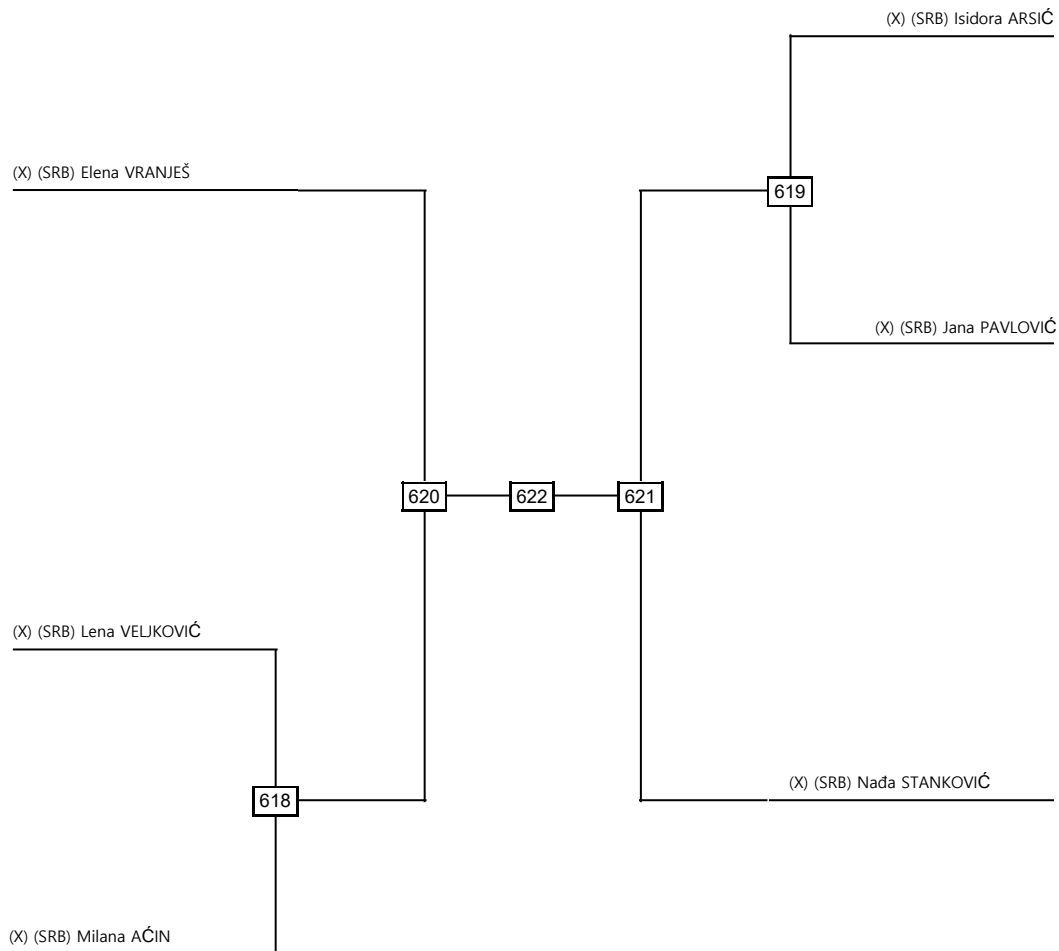 (X) (SRB) Isidora ARSIĆ
(X) (SRB) Elena VRANJEŠ
619
(X) (SRB) Jana PAVLOVIĆ
620
622
621
(X) (SRB) Lena VELJKOVIĆ
(X) (SRB) Nađa STANKOVIĆ
618
(X) (SRB) Milana AĆIN